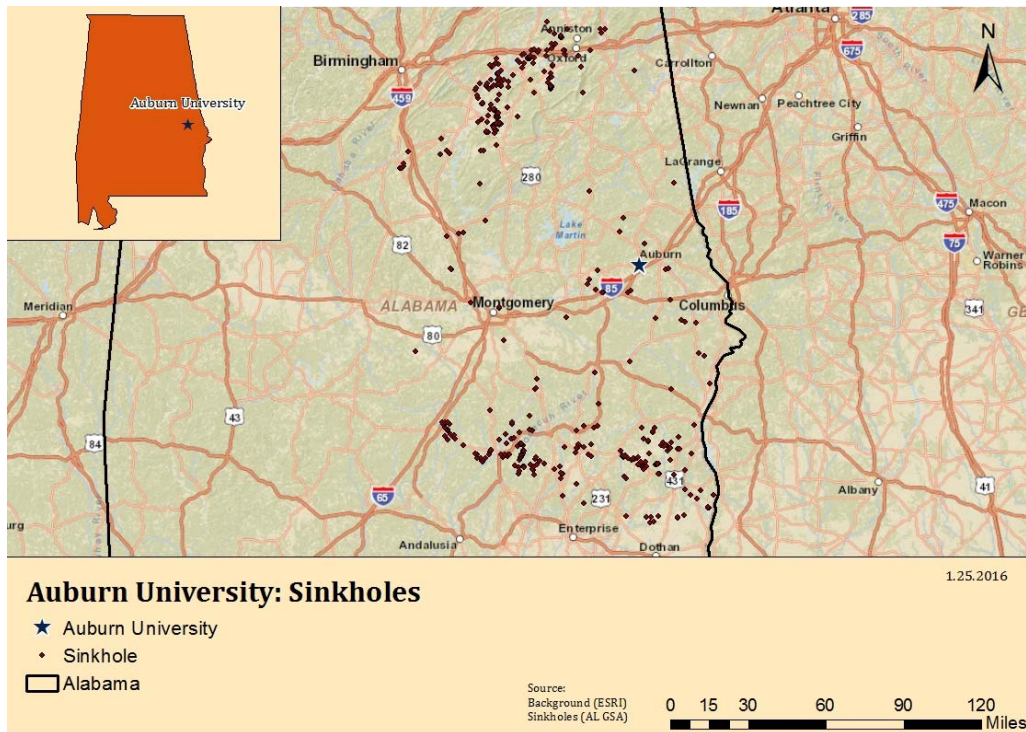 Auburn University
Birmingham
459
Anniston
Oxford
Atlanta
285
675
Carrollton
Newnan
Peachtree City
Griffin
LaGrange
280
185
475
Macon
75
Warner
Robins
82
Lake
Martin
Auburn
85
Meridian
ALABAMA
Montgomery
Columbus
341
GE
80
43
84
65
231
431
Albany
41
Enterprise
Andalusia
Dothan
urg
N
1.25.2016
Auburn University: Sinkholes
Auburn University
Sinkhole
Alabama
Source:
Background (ESRI)
Sinkholes (AL GSA)
0 15 30 60 90 120
Miles